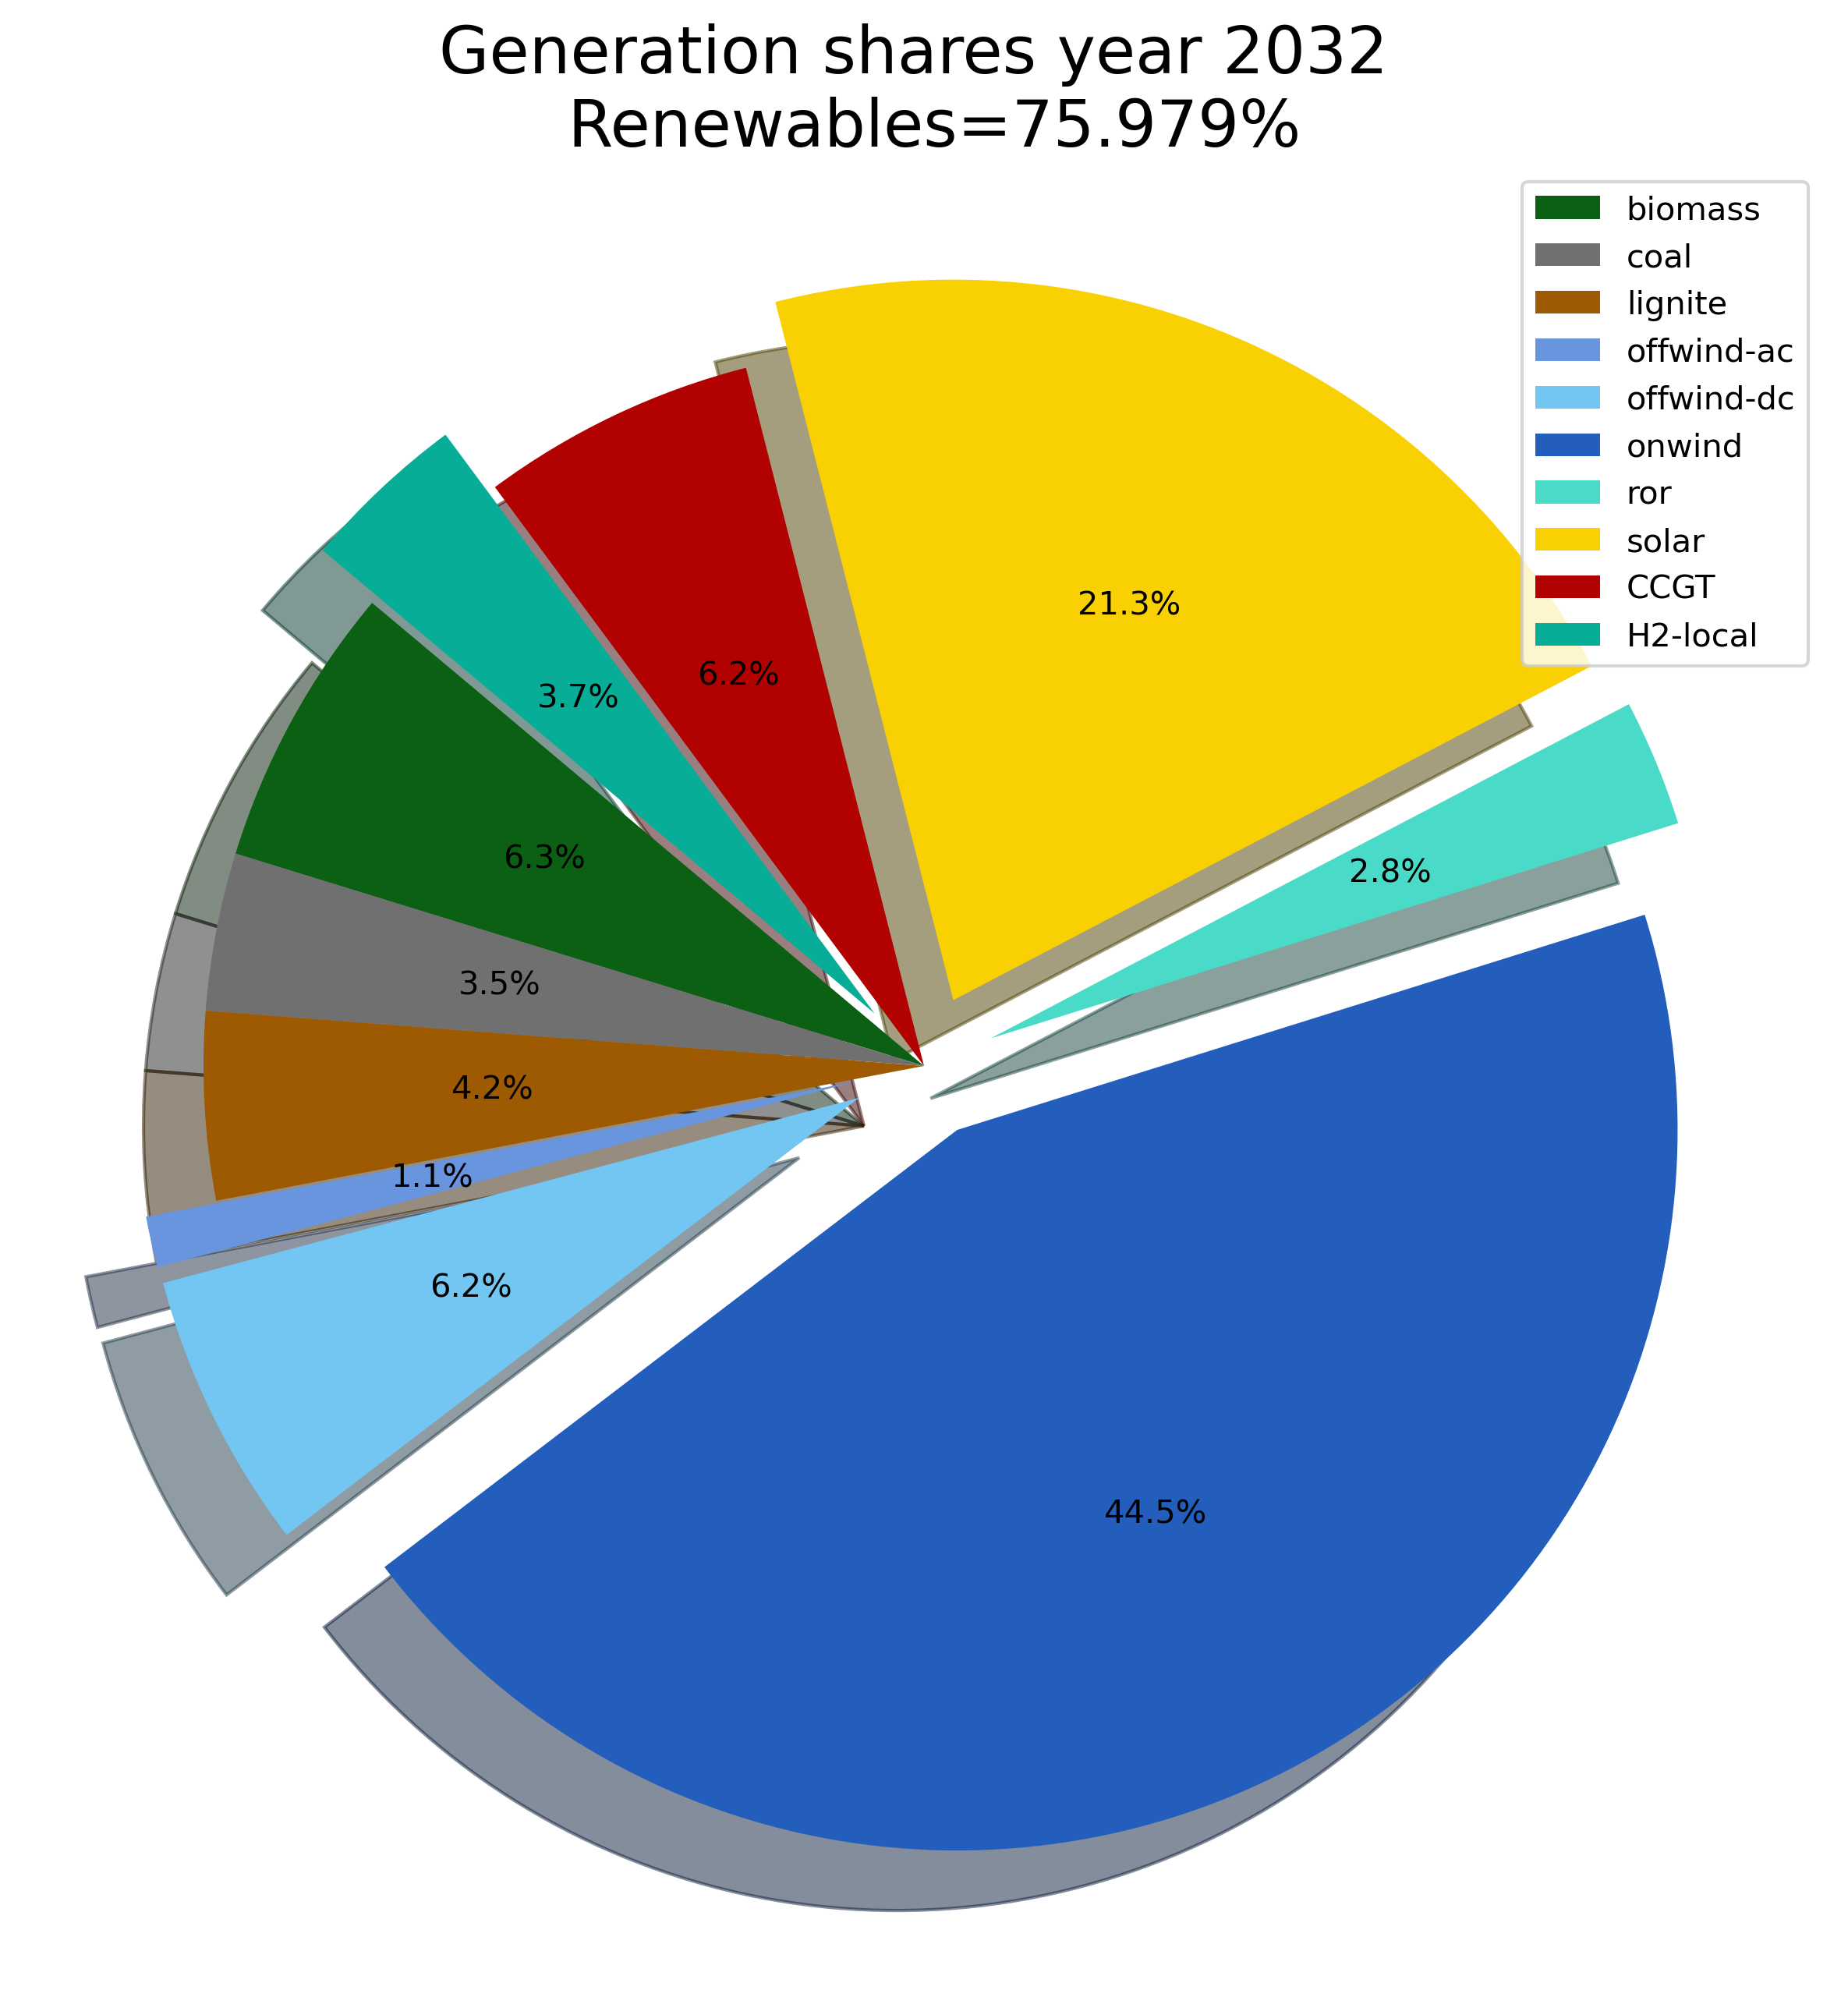 Generation shares year 2032
Renewables=75.979%
biomass
coal
lignite
offwind-ac
offwind-dc
onwind
ror
solar
CCGT
H2-local
21.3%
6.2%
3.7%
6.3%
2.8%
3.5%
4.2%
1.1%
6.2%
44.5%